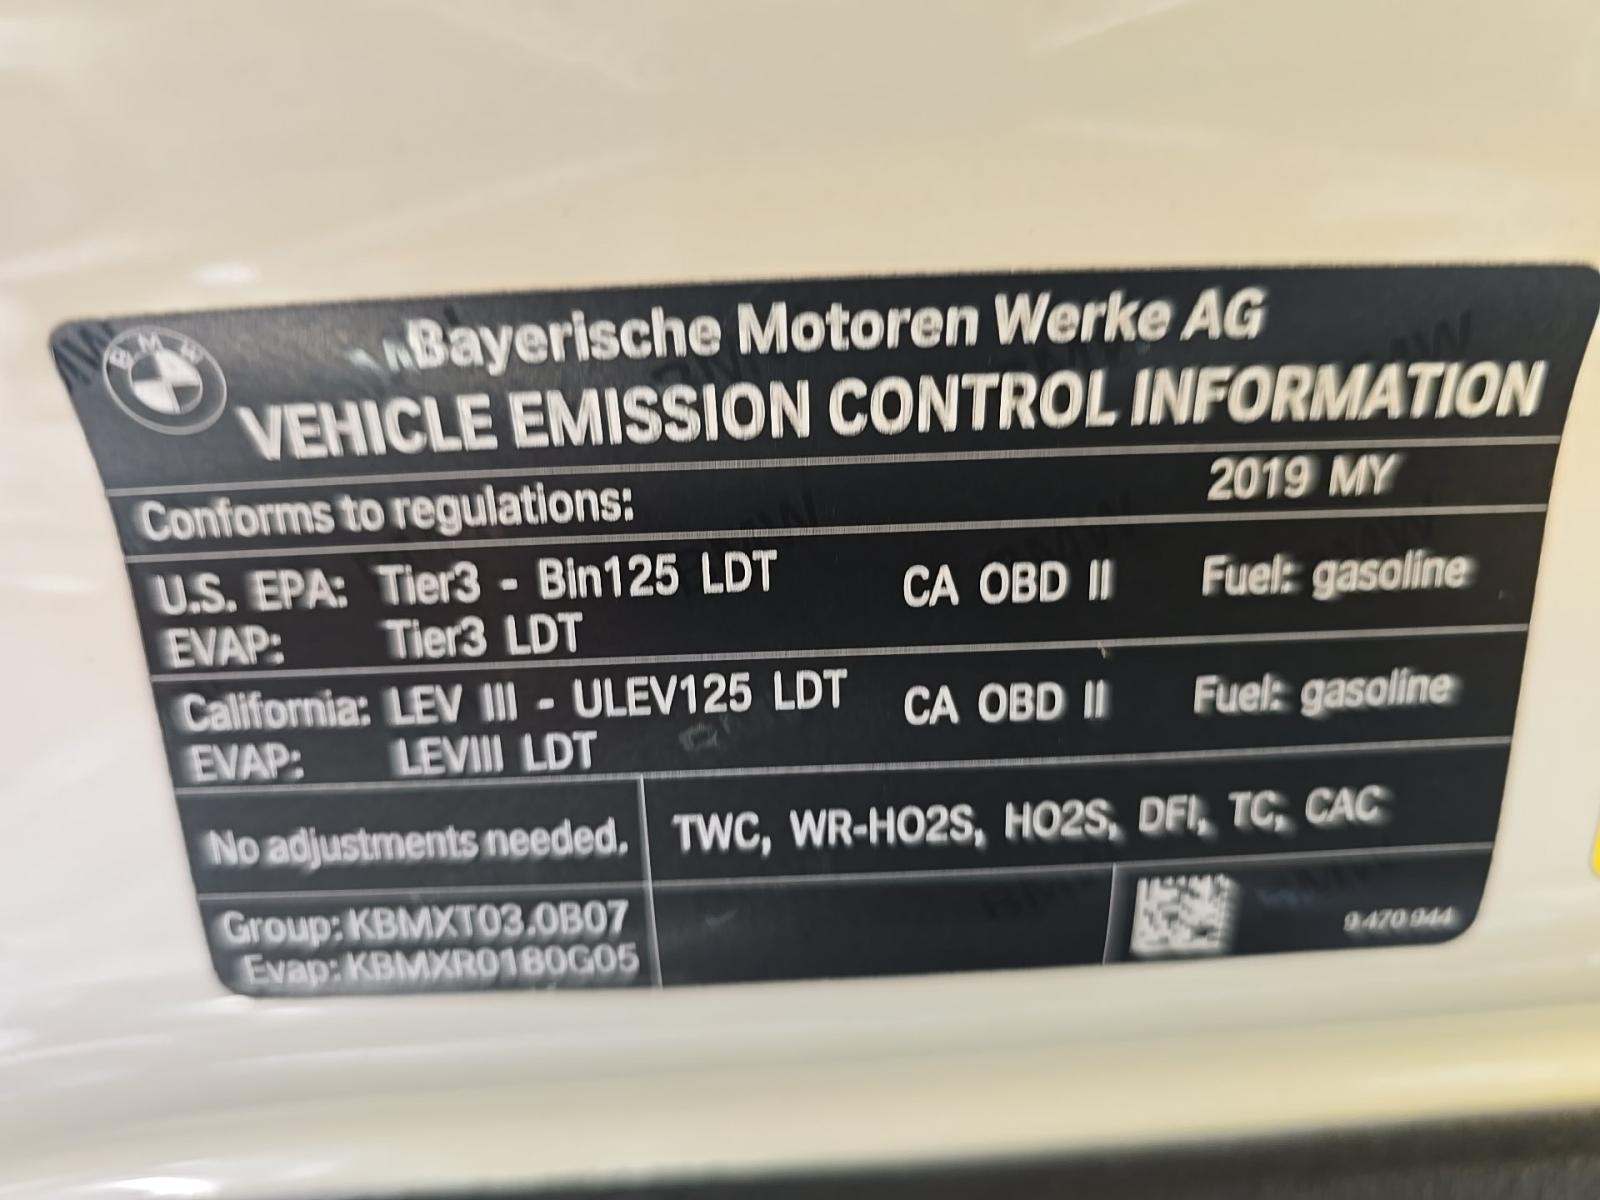 BMW
Bayerische Motoren Werke AG
VEHICLE EMISSION CONTROL INFORMATION
Conforms to regulations: 2019 MY
U.S. EPA: Tier3 - Bin125 LDT CA OBD II Fuel: gasoline
EVAP: Tier3 LDT
California: LEV III - ULEV125 LDT CA OBD II Fuel: gasoline
EVAP: LEVIII LDT
No adjustments needed. TWC, WR-HO2S, HO2S, DFI, TC, CAC
Group: KBMXT03.0B07
Evap: KBMXR0180G05
9 470 944